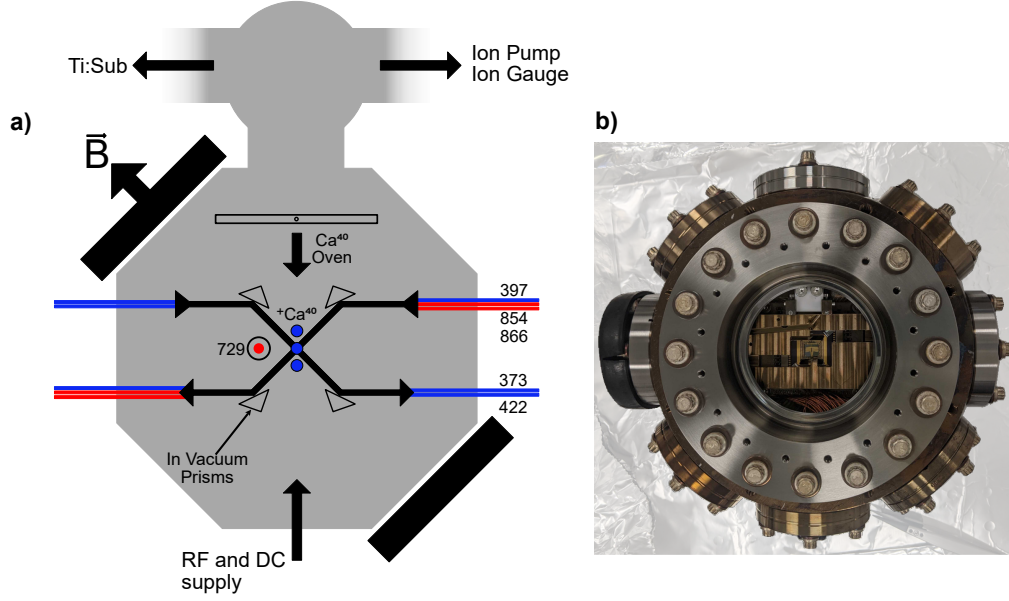 Ti:Sub
Ion Pump
Ion Gauge
a)
B⃗
Ca⁴⁰
Oven
⁺Ca⁴⁰
397
854
866
729
373
422
In Vacuum
Prisms
RF and DC
supply
b)